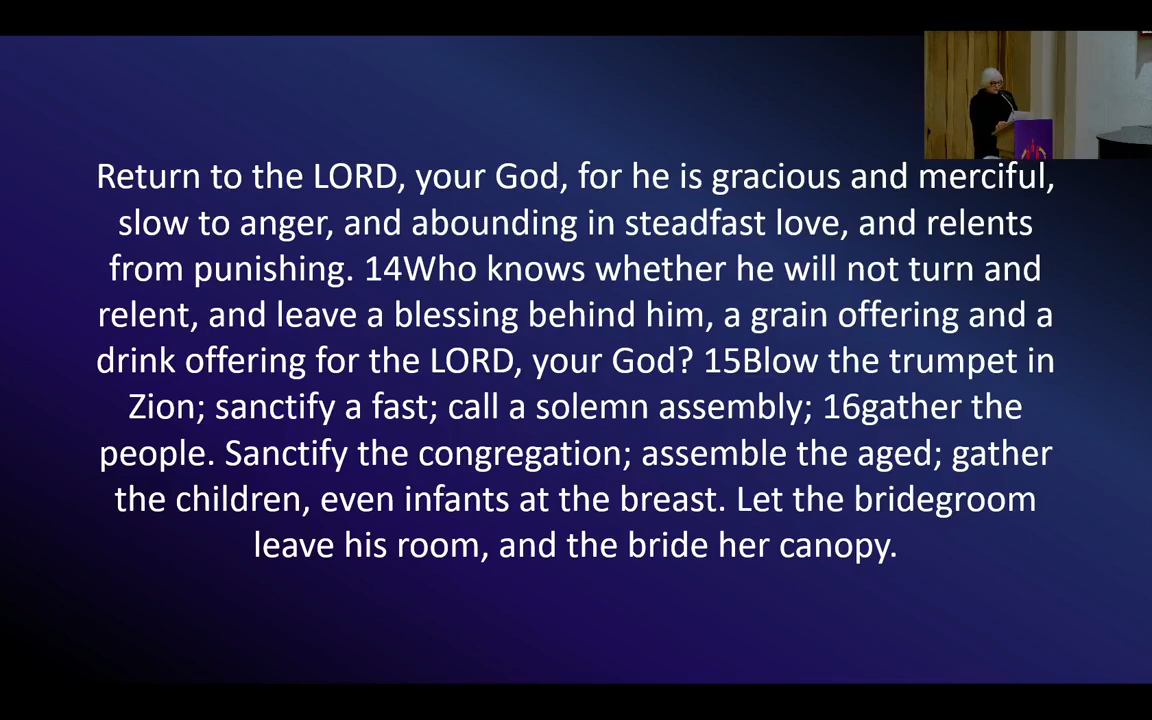 Return to the LORD, your God, for he is gracious and merciful,
slow to anger, and abounding in steadfast love, and relents
from punishing. 14Who knows whether he will not turn and
relent, and leave a blessing behind him, a grain offering and a
drink offering for the LORD, your God? 15Blow the trumpet in
Zion; sanctify a fast; call a solemn assembly; 16gather the
people. Sanctify the congregation; assemble the aged; gather
the children, even infants at the breast. Let the bridegroom
leave his room, and the bride her canopy.